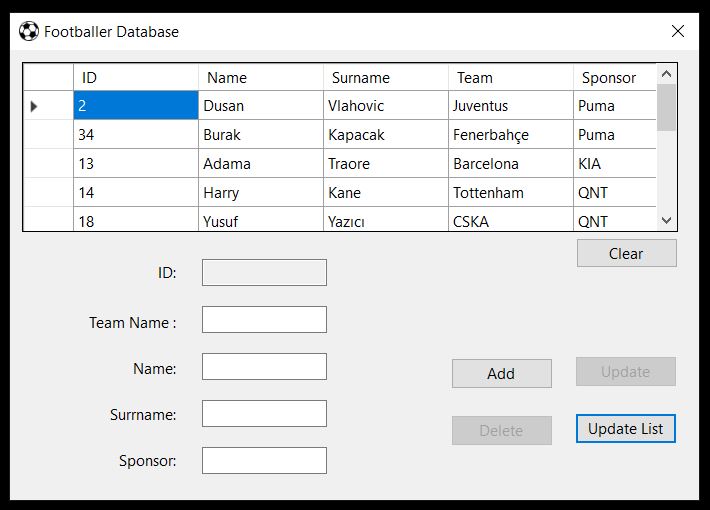 Footballer Database
ID Name Surname Team Sponsor
2 Dusan Vlahovic Juventus Puma
34 Burak Kapacak Fenerbahçe Puma
13 Adama Traore Barcelona KIA
14 Harry Kane Tottenham QNT
18 Yusuf Yazıcı CSKA QNT
Clear
ID:
Team Name :
Name:
Add Update
Surrname:
Delete Update List
Sponsor: